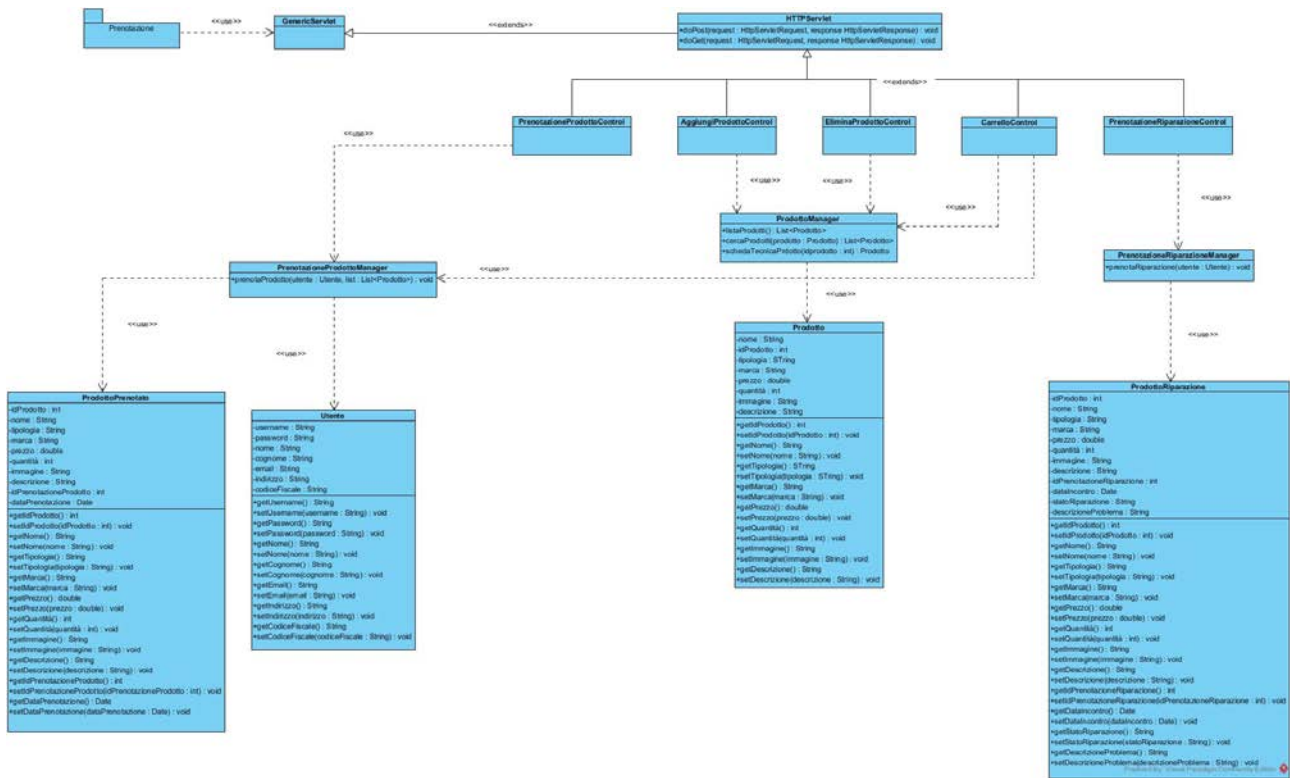 Prenotazione
<<use>>
GenericServlet
<<extends>>
HTTPServlet
+doPost(request : HttpServletRequest, response HttpServletResponse) : void
+doGet(request : HttpServletRequest, response HttpServletResponse) : void
<<extends>>
PrenotazioneProdottoControl
AggiungiProdottoControl
EliminaProdottoControl
CarrelloControl
PrenotazioneRiparazioneControl
<<use>>
<<use>>
<<use>>
<<use>>
<<use>>
ProdottoManager
+listaProdotti() : List<Prodotto>
+cercaProdotti(prodotto : Prodotto) : List<Prodotto>
+schedaTecnicaProdotto(idprodotto : int) : Prodotto
PrenotazioneProdottoManager
+prenotaProdotto(utente : Utente, list : List<Prodotto>) : void
<<use>>
PrenotazioneRiparazioneManager
+prenotaRiparazione(utente : Utente) : void
<<use>>
<<use>>
<<use>>
<<use>>
ProdottoPrenotato
-idProdotto : int
-nome : String
-tipologia : String
-marca : String
-prezzo : double
-quantità : int
-immagine : String
-descrizione : String
-idPrenotazioneProdotto : int
-dataPrenotazione : Date
+getIdProdotto() : int
+setIdProdotto(idProdotto : int) : void
+getNome() : String
+setNome(nome : String) : void
+getTipologia() : String
+setTipologia(tipologia : String) : void
+getMarca() : String
+setMarca(marca : String) : void
+getPrezzo() : double
+setPrezzo(prezzo : double) : void
+getQuantità() : int
+setQuantità(quantità : int) : void
+getImmagine() : String
+setImmagine(immagine : String) : void
+getDescrizione() : String
+setDescrizione(descrizione : String) : void
+getIdPrenotazioneProdotto() : int
+setIdPrenotazioneProdotto(idPrenotazioneProdotto : int) : void
+getDataPrenotazione() : Date
+setDataPrenotazione(dataPrenotazione : Date) : void
Utente
-username : String
-password : String
-nome : String
-cognome : String
-email : String
-indirizzo : String
-codiceFiscale : String
+getUsername() : String
+setUsername(username : String) : void
+getPassword() : String
+setPassword(password : String) : void
+getNome() : String
+setNome(nome : String) : void
+getCognome() : String
+setCognome(cognome : String) : void
+getEmail() : String
+setEmail(email : String) : void
+getIndirizzo() : String
+setIndirizzo(indirizzo : String) : void
+getCodiceFiscale() : String
+setCodiceFiscale(codiceFiscale : String) : void
Prodotto
-nome : String
-idProdotto : int
-tipologia : STring
-marca : String
-prezzo : double
-quantità : int
-immagine : String
-descrizione : String
+getIdProdotto() : int
+setIdProdotto(idProdotto : int) : void
+getNome() : String
+setNome(nome : String) : void
+getTipologia() : STring
+setTipologia(tipologia : STring) : void
+getMarca() : String
+setMarca(marca : String) : void
+getPrezzo() : double
+setPrezzo(prezzo : double) : void
+getQuantità() : int
+setQuantità(quantità : int) : void
+getImmagine() : String
+setImmagine(immagine : String) : void
+getDescrizione() : String
+setDescrizione(descrizione : String) : void
ProdottoRiparazione
-idProdotto : int
-nome : String
-tipologia : String
-marca : String
-prezzo : double
-quantità : int
-immagine : String
-descrizione : String
-idPrenotazioneRiparazione : int
-dataIncontro : Date
-statoRiparazione : String
-descrizioneProblema : String
+getIdProdotto() : int
+setIdProdotto(idProdotto : int) : void
+getNome() : String
+setNome(nome : String) : void
+getTipologia() : String
+setTipologia(tipologia : String) : void
+getMarca() : String
+setMarca(marca : String) : void
+getPrezzo() : double
+setPrezzo(prezzo : double) : void
+getQuantità() : int
+setQuantità(quantità : int) : void
+getImmagine() : String
+setImmagine(immagine : String) : void
+getDescrizione() : String
+setDescrizione(descrizione : String) : void
+getIdPrenotazioneRiparazione() : int
+setIdPrenotazioneRiparazione(idPrenotazioneRiparazione : int) : void
+getDataIncontro() : Date
+setDataIncontro(dataIncontro : Date) : void
+getStatoRiparazione() : String
+setStatoRiparazione(statoRiparazione : String) : void
+getDescrizioneProblema() : String
+setDescrizioneProblema(descrizioneProblema : String) : void